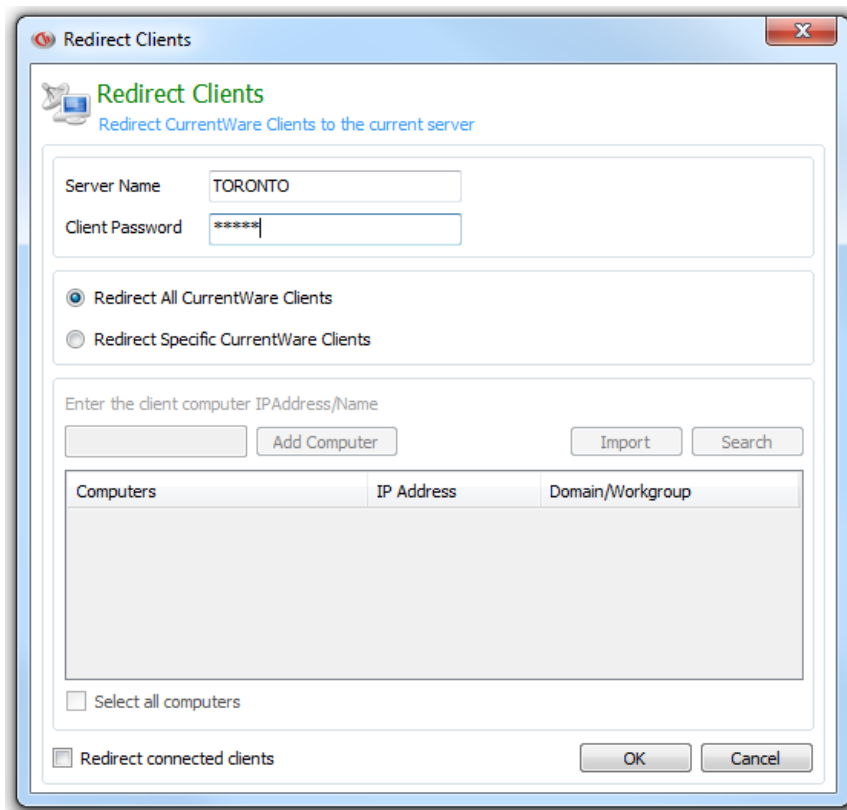 Redirect Clients
Redirect Clients
Redirect CurrentWare Clients to the current server
Server Name TORONTO
Client Password *****
Redirect All CurrentWare Clients
Redirect Specific CurrentWare Clients
Enter the client computer IPAddress/Name
Add Computer Import Search
Computers IP Address Domain/Workgroup
Select all computers
Redirect connected clients OK Cancel